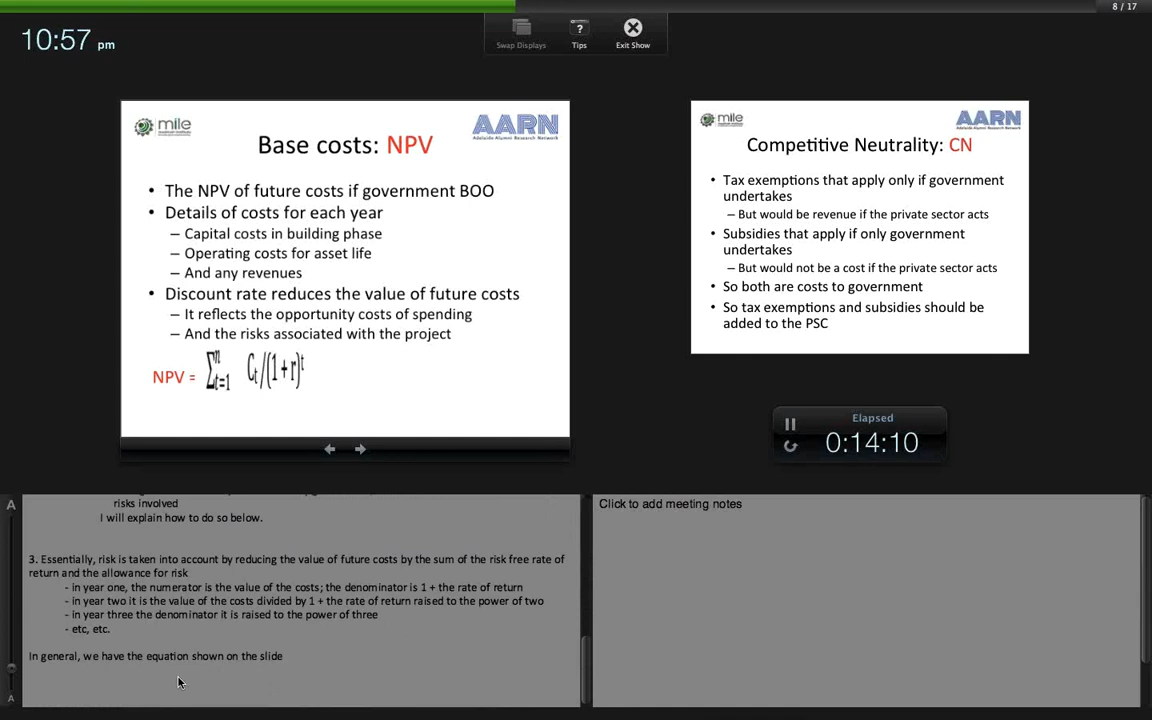 8 / 17
10:57 pm
Swap Displays
Tips
Exit Show
mile
AARN
Adelaide Alumni Research Network
Base costs: NPV
• The NPV of future costs if government BOO
• Details of costs for each year
– Capital costs in building phase
– Operating costs for asset life
– And any revenues
• Discount rate reduces the value of future costs
– It reflects the opportunity costs of spending
– And the risks associated with the project
NPV = ∑ⁿₜ₌₁ Cₜ/(1 + r)ᵗ
mile
AARN
Adelaide Alumni Research Network
Competitive Neutrality: CN
• Tax exemptions that apply only if government
undertakes
– But would be revenue if the private sector acts
• Subsidies that apply if only government
undertakes
– But would not be a cost if the private sector acts
• So both are costs to government
• So tax exemptions and subsidies should be
added to the PSC
Elapsed
0:14:10
A
A
risks involved
I will explain how to do so below.
3. Essentially, risk is taken into account by reducing the value of future costs by the sum of the risk free rate of
return and the allowance for risk
- in year one, the numerator is the value of the costs; the denominator is 1 + the rate of return
- in year two it is the value of the costs divided by 1 + the rate of return raised to the power of two
- in year three the denominator it is raised to the power of three
- etc, etc.
In general, we have the equation shown on the slide
Click to add meeting notes